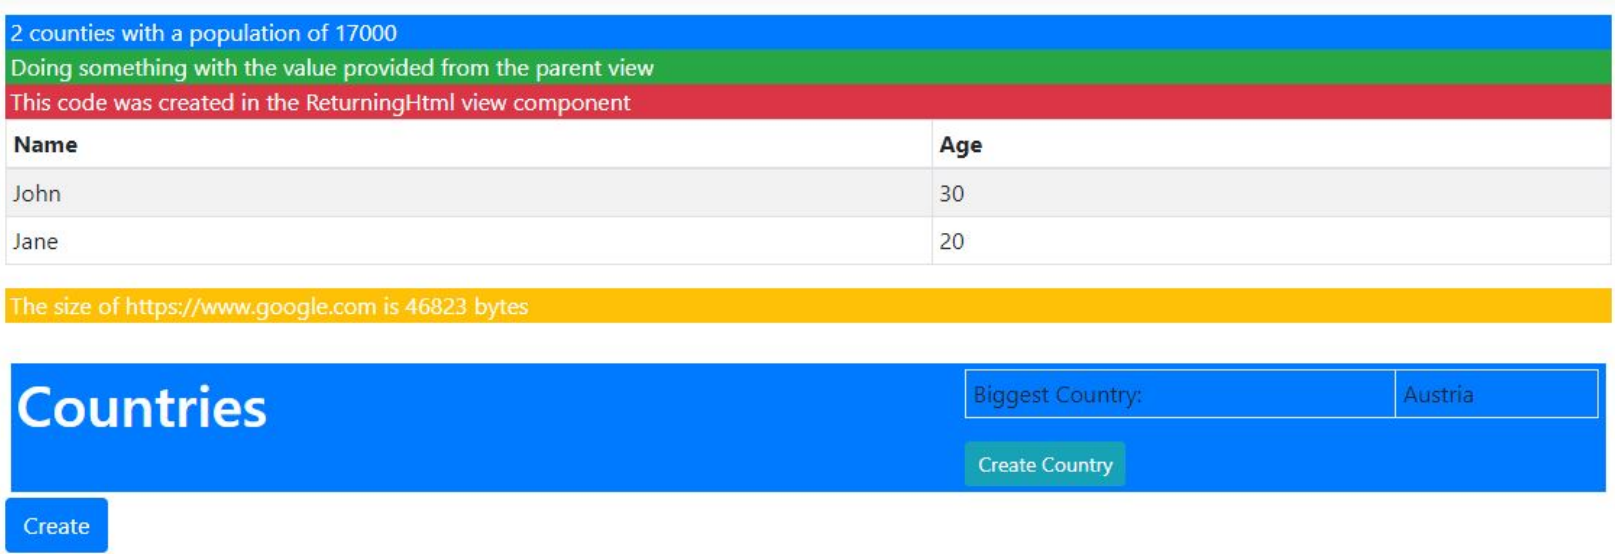 2 counties with a population of 17000
Doing something with the value provided from the parent view
This code was created in the ReturningHtml view component
Name Age
John 30
Jane 20
The size of https://www.google.com is 46823 bytes
Countries
Biggest Country: Austria
Create Country
Create